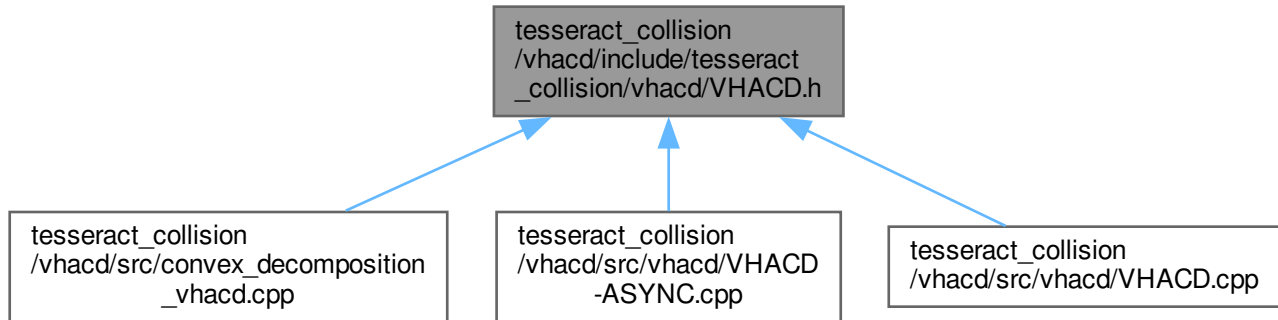 tesseract_collision
/vhacd/include/tesseract
_collision/vhacd/VHACD.h
tesseract_collision
/vhacd/src/convex_decomposition
_vhacd.cpp
tesseract_collision
/vhacd/src/vhacd/VHACD
-ASYNC.cpp
tesseract_collision
/vhacd/src/vhacd/VHACD.cpp